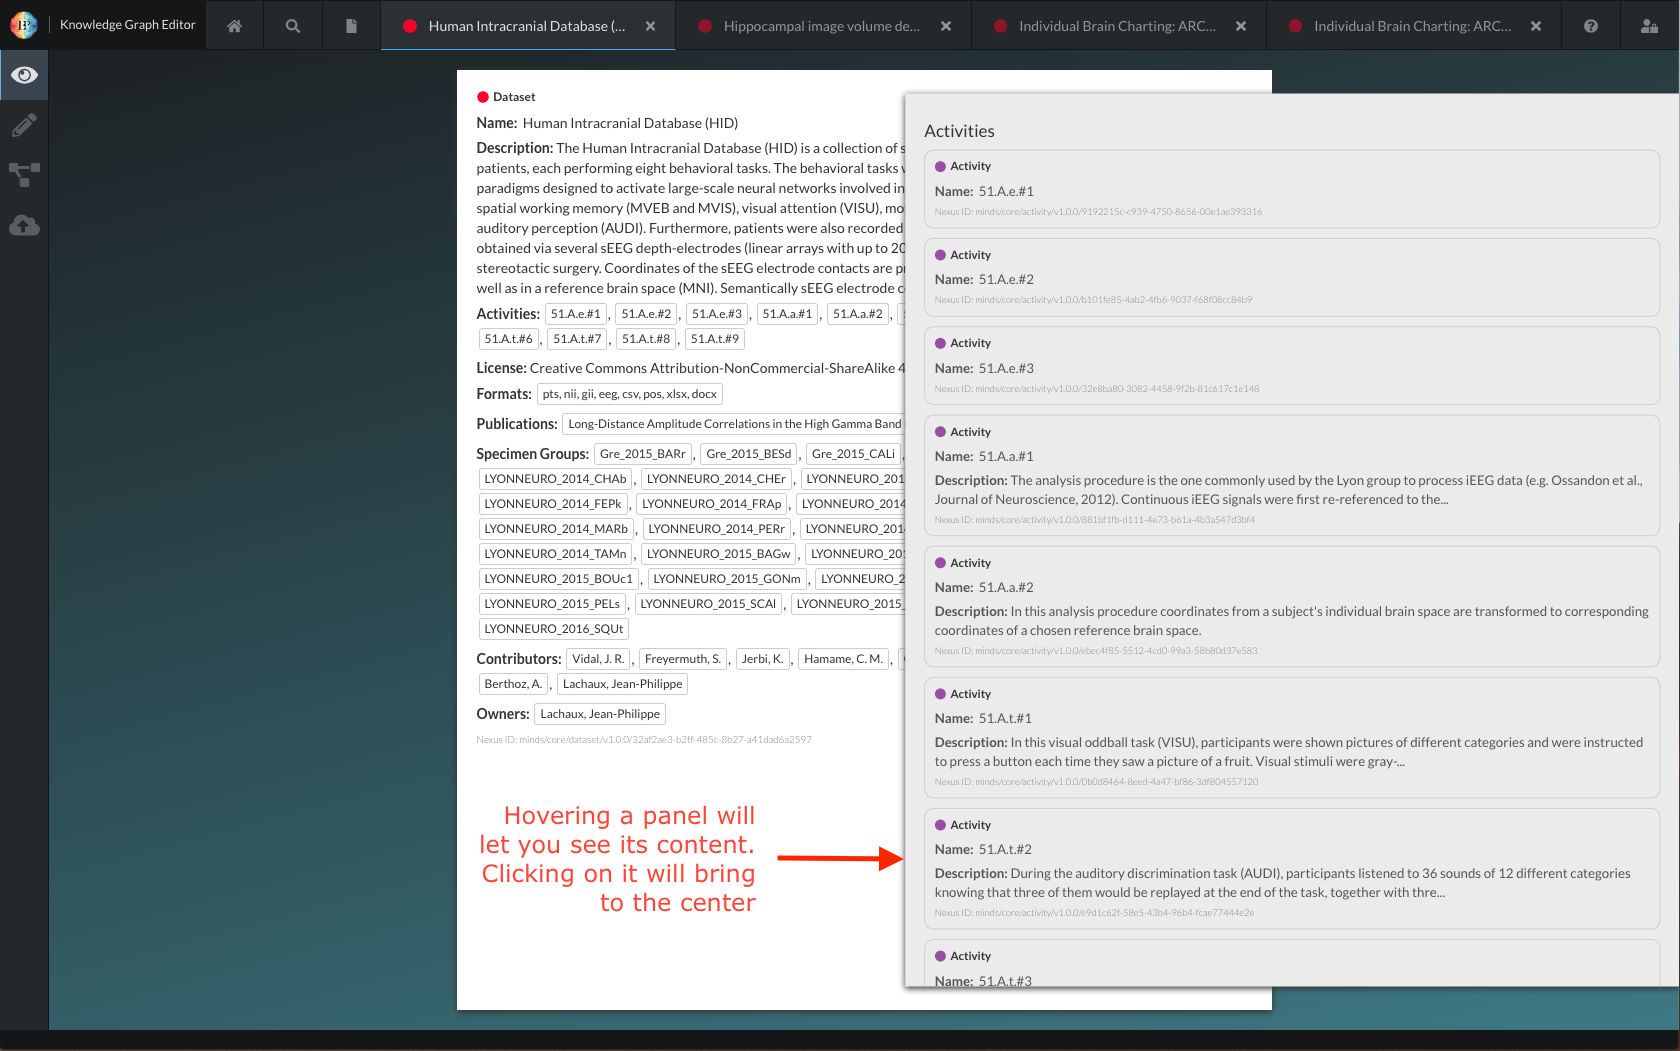 Knowledge Graph Editor
Human Intracranial Database (...
Hippocampal image volume de...
Individual Brain Charting: ARC...
Individual Brain Charting: ARC...
Dataset
Name: Human Intracranial Database (HID)
Description: The Human Intracranial Database (HID) is a collection of s
patients, each performing eight behavioral tasks. The behavioral tasks
paradigms designed to activate large-scale neural networks involved in
spatial working memory (MVEB and MVIS), visual attention (VISU), mo
auditory perception (AUDI). Furthermore, patients were also recorded
obtained via several sEEG depth-electrodes (linear arrays with up to 20
stereotactic surgery. Coordinates of the sEEG electrode contacts are p
well as in a reference brain space (MNI). Semantically sEEG electrode c
Activities: 51.A.e.#1 , 51.A.e.#2 , 51.A.e.#3 , 51.A.a.#1 , 51.A.a.#2 ,
51.A.t.#6 , 51.A.t.#7 , 51.A.t.#8 , 51.A.t.#9
License: Creative Commons Attribution-NonCommercial-ShareAlike 4
Formats: pts, nii, gii, eeg, csv, pos, xlsx, docx
Publications: Long-Distance Amplitude Correlations in the High Gamma Band
Specimen Groups: Gre_2015_BARr , Gre_2015_BESd , Gre_2015_CALi ,
LYONNEURO_2014_CHAb , LYONNEURO_2014_CHEr , LYONNEURO_201
LYONNEURO_2014_FEPk , LYONNEURO_2014_FRAp , LYONNEURO_2014
LYONNEURO_2014_MARb , LYONNEURO_2014_PERr , LYONNEURO_201
LYONNEURO_2014_TAMn , LYONNEURO_2015_BAGw , LYONNEURO_20
LYONNEURO_2015_BOUc1 , LYONNEURO_2015_GONm , LYONNEURO_2
LYONNEURO_2015_PELs , LYONNEURO_2015_SCAl , LYONNEURO_2015_
LYONNEURO_2016_SQUt
Contributors: Vidal, J. R. , Freyermuth, S. , Jerbi, K. , Hamame, C. M. ,
Berthoz, A. , Lachaux, Jean-Philippe
Owners: Lachaux, Jean-Philippe
Nexus ID: minds/core/dataset/v1.0.0/32af2ae3-b2ff-485c-8b27-a41dad6a2597
Hovering a panel will
let you see its content.
Clicking on it will bring
to the center
Activities
Activity
Name: 51.A.e.#1
Nexus ID: minds/core/activity/v1.0.0/9192215c-c939-4750-8656-00e1ae393316
Activity
Name: 51.A.e.#2
Nexus ID: minds/core/activity/v1.0.0/b101fe85-4ab2-4fb6-9037-f68f08cc84b9
Activity
Name: 51.A.e.#3
Nexus ID: minds/core/activity/v1.0.0/32e8ba80-3082-4458-9f2b-81c617c1e148
Activity
Name: 51.A.a.#1
Description: The analysis procedure is the one commonly used by the Lyon group to process iEEG data (e.g. Ossandon et al.,
Journal of Neuroscience, 2012). Continuous iEEG signals were first re-referenced to the...
Nexus ID: minds/core/activity/v1.0.0/881bf1fb-d111-4e73-b61a-4b3a547d3bf4
Activity
Name: 51.A.a.#2
Description: In this analysis procedure coordinates from a subject's individual brain space are transformed to corresponding
coordinates of a chosen reference brain space.
Nexus ID: minds/core/activity/v1.0.0/ebec4f85-5512-4cd0-99a3-58b80d37e583
Activity
Name: 51.A.t.#1
Description: In this visual oddball task (VISU), participants were shown pictures of different categories and were instructed
to press a button each time they saw a picture of a fruit. Visual stimuli were gray-...
Nexus ID: minds/core/activity/v1.0.0/0b0d8464-8eed-4a47-bf86-3df804557120
Activity
Name: 51.A.t.#2
Description: During the auditory discrimination task (AUDI), participants listened to 36 sounds of 12 different categories
knowing that three of them would be replayed at the end of the task, together with thre...
Nexus ID: minds/core/activity/v1.0.0/e9d1c62f-58e5-43b4-96b4-fcae77444e2e
Activity
Name: 51.A.t.#3